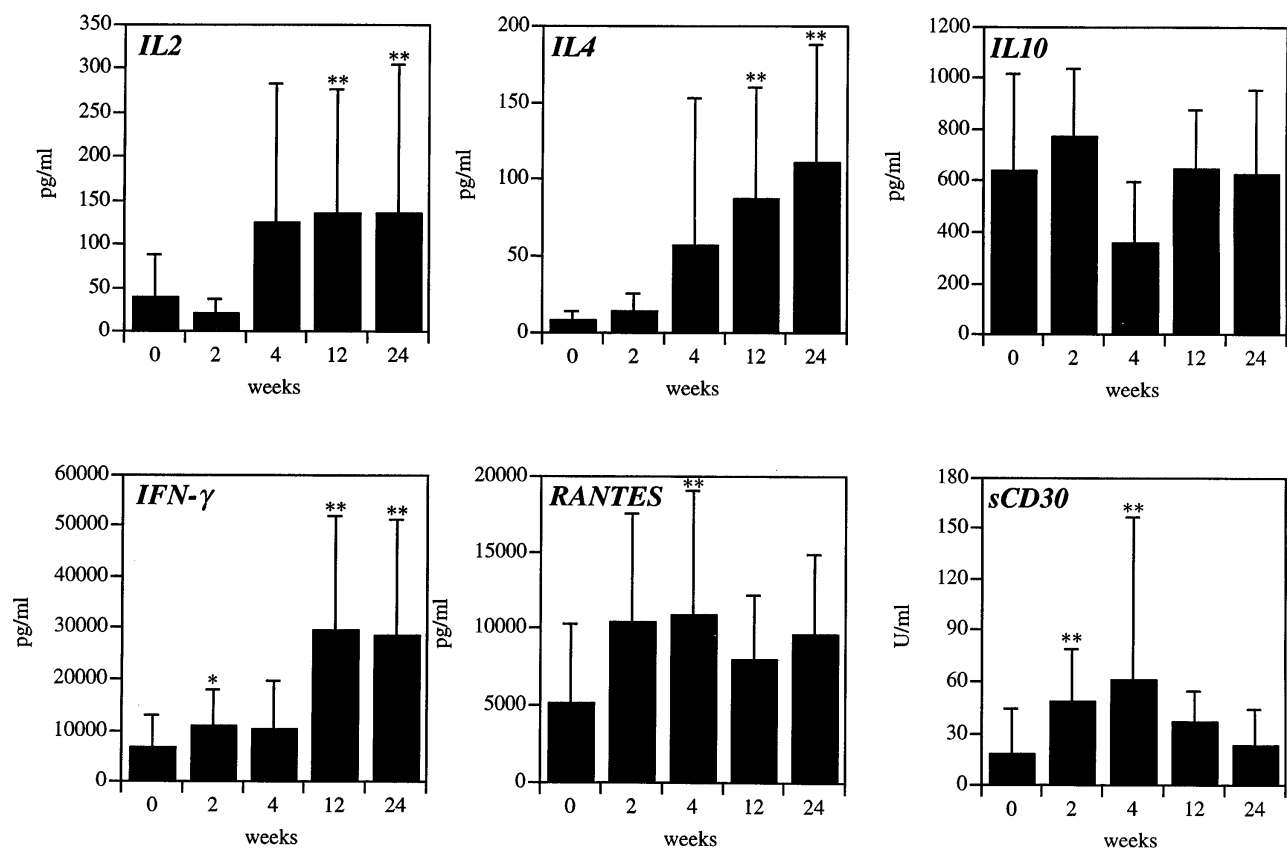 IL2
350
300
250
200
150
100
50
0
pg/ml
** **
0 2 4 12 24
weeks
IL4
200
150
100
50
0
pg/ml
** **
0 2 4 12 24
weeks
IL10
1200
1000
800
600
400
200
0
pg/ml
0 2 4 12 24
weeks
IFN-γ
60000
50000
40000
30000
20000
10000
0
pg/ml
* ** **
0 2 4 12 24
weeks
RANTES
20000
15000
10000
5000
0
pg/ml
**
0 2 4 12 24
weeks
sCD30
180
150
120
90
60
30
0
U/ml
** **
0 2 4 12 24
weeks